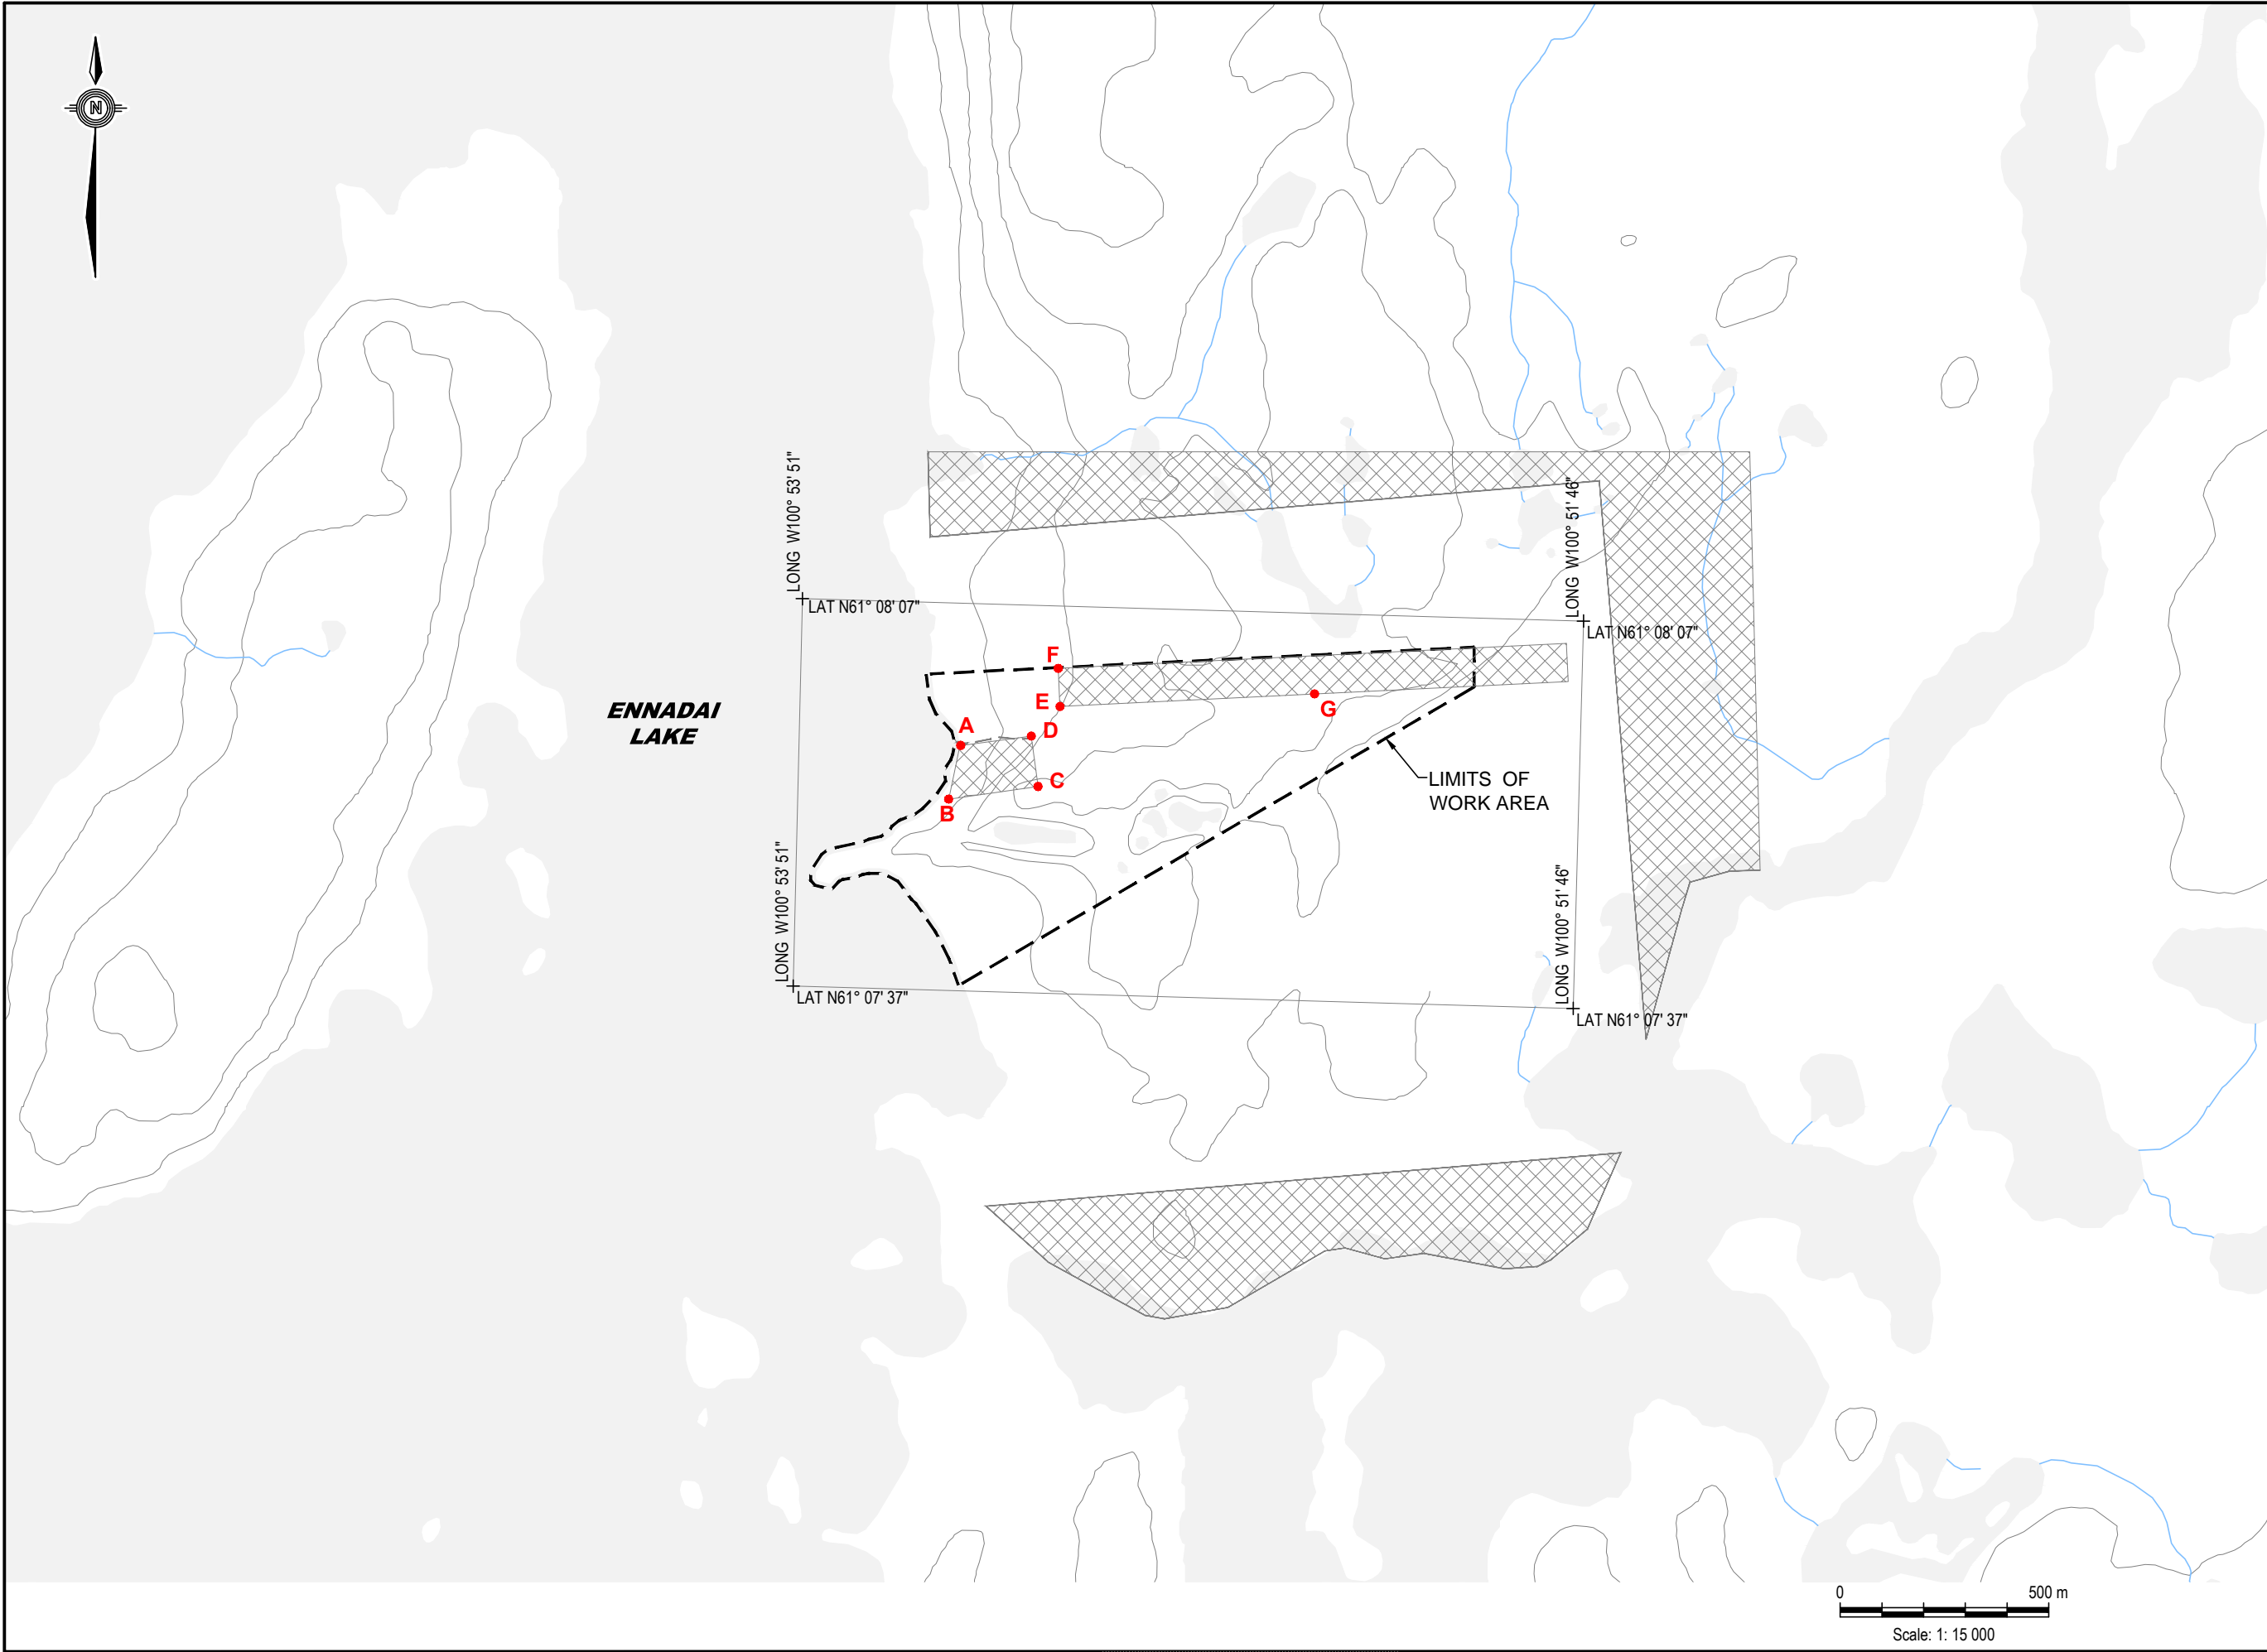 N
LONG W100° 53' 51"
LONG W100° 51' 46"
LAT N61° 08' 07"
LAT N61° 08' 07"
F
E
G
ENNADAI
LAKE
A
D
C
B
LIMITS OF
WORK AREA
LONG W100° 53' 51"
LONG W100° 51' 46"
LAT N61° 07' 37"
LAT N61° 07' 37"
0 500 m
Scale: 1: 15 000